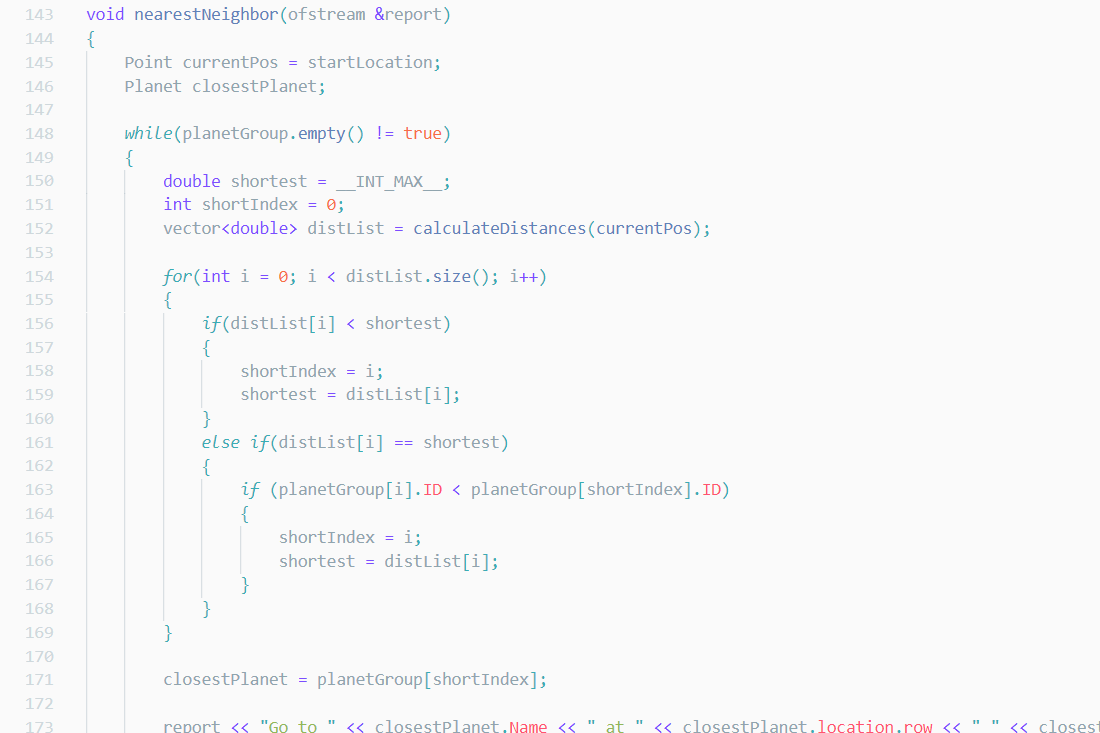 143 void nearestNeighbor(ofstream &report)
144 {
145     Point currentPos = startLocation;
146     Planet closestPlanet;
147
148     while(planetGroup.empty() != true)
149     {
150         double shortest = __INT_MAX__;
151         int shortIndex = 0;
152         vector<double> distList = calculateDistances(currentPos);
153
154         for(int i = 0; i < distList.size(); i++)
155         {
156             if(distList[i] < shortest)
157             {
158                 shortIndex = i;
159                 shortest = distList[i];
160             }
161             else if(distList[i] == shortest)
162             {
163                 if (planetGroup[i].ID < planetGroup[shortIndex].ID)
164                 {
165                     shortIndex = i;
166                     shortest = distList[i];
167                 }
168             }
169         }
170
171         closestPlanet = planetGroup[shortIndex];
172
173         report << "Go to " << closestPlanet.Name << " at " << closestPlanet.location.row << " " << closest